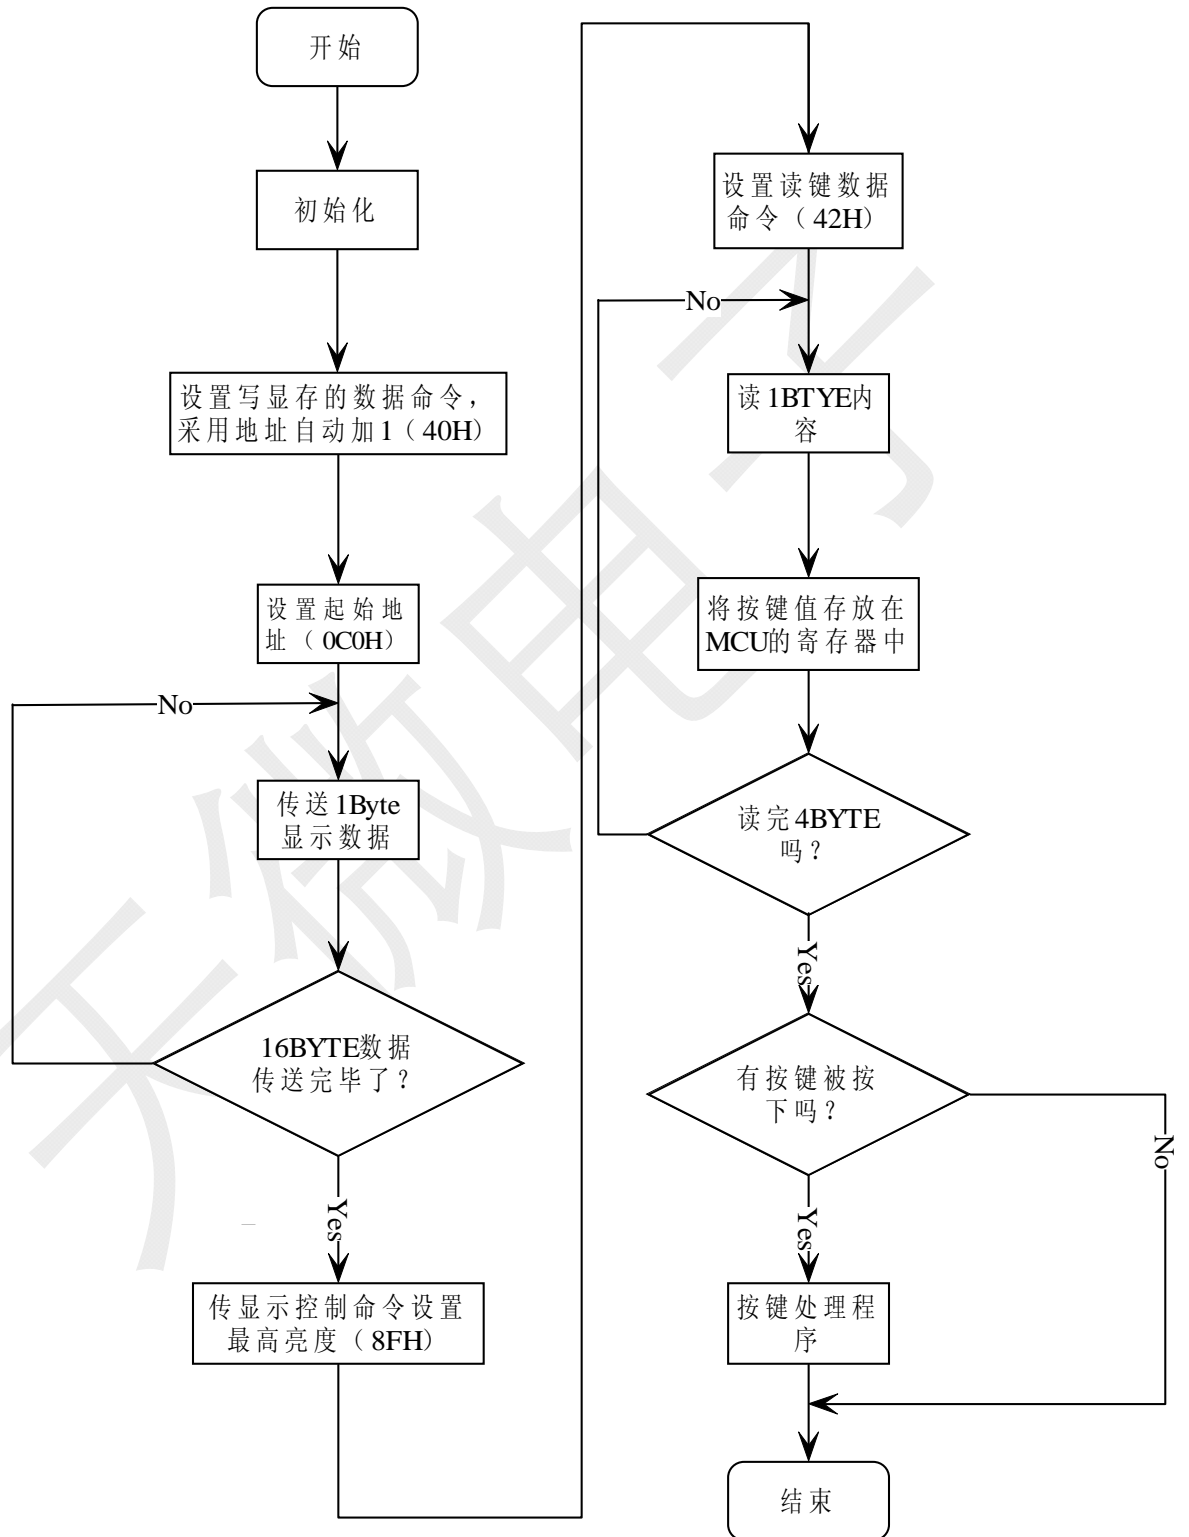 开始
初始化
设置写显存的数据命令，
采用地址自动加1（40H）
设置起始地
址（0C0H）
No
传送1Byte
显示数据
16BYTE数据
传送完毕了？
Yes
传显示控制命令设置
最高亮度（8FH）
设置读键数据
命令（42H）
No
读1BTYE内
容
将按键值存放在
MCU的寄存器中
读完4BYTE
吗？
Yes
有按键被按
下吗？
No
Yes
按键处理程
序
结束
天微电子